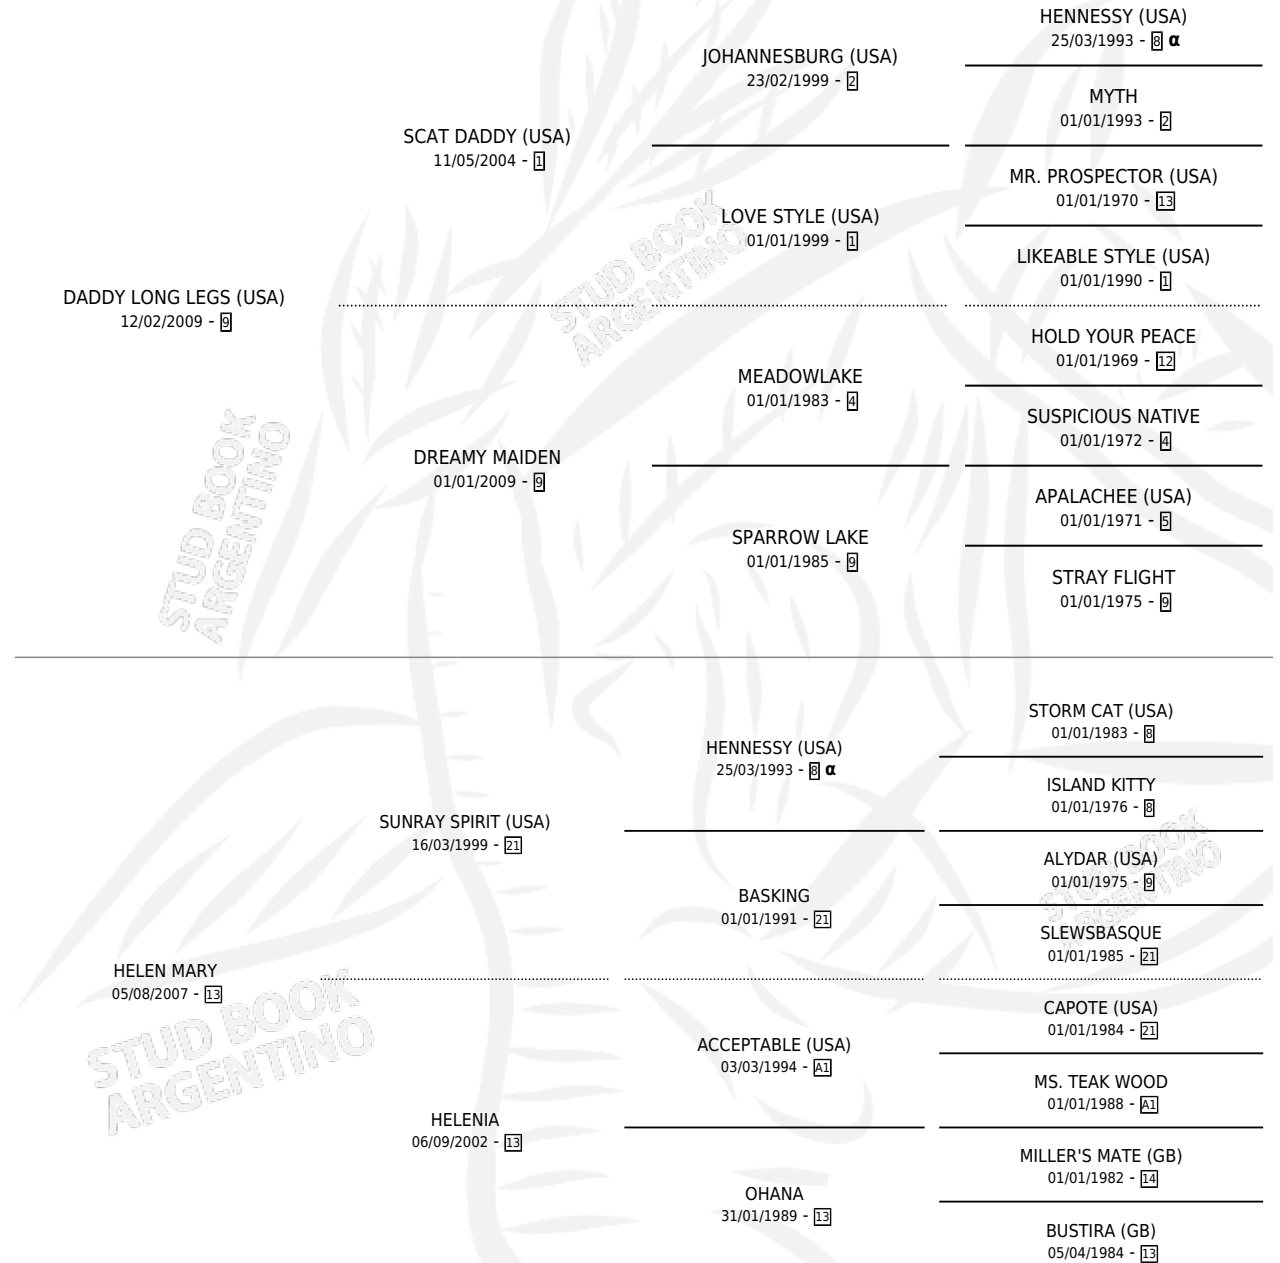 HENNESSY (USA)
25/03/1993 - 8 α
JOHANNESBURG (USA)
23/02/1999 - 2
MYTH
01/01/1993 - 2
SCAT DADDY (USA)
11/05/2004 - 1
MR. PROSPECTOR (USA)
01/01/1970 - 13
LOVE STYLE (USA)
01/01/1999 - 1
LIKEABLE STYLE (USA)
01/01/1990 - 1
DADDY LONG LEGS (USA)
12/02/2009 - 9
HOLD YOUR PEACE
01/01/1969 - 12
MEADOWLAKE
01/01/1983 - 4
SUSPICIOUS NATIVE
01/01/1972 - 4
DREAMY MAIDEN
01/01/2009 - 9
APALACHEE (USA)
01/01/1971 - 5
SPARROW LAKE
01/01/1985 - 9
STRAY FLIGHT
01/01/1975 - 9
STUD BOOK
ARGENTINO
STUD BOOK
ARGENTINO
STORM CAT (USA)
01/01/1983 - 8
HENNESSY (USA)
25/03/1993 - 8 α
ISLAND KITTY
01/01/1976 - 8
SUNRAY SPIRIT (USA)
16/03/1999 - 21
ALYDAR (USA)
01/01/1975 - 9
BASKING
01/01/1991 - 21
SLEWSBASQUE
01/01/1985 - 21
HELEN MARY
05/08/2007 - 13
CAPOTE (USA)
01/01/1984 - 21
ACCEPTABLE (USA)
03/03/1994 - A1
MS. TEAK WOOD
01/01/1988 - A1
HELENIA
06/09/2002 - 13
MILLER'S MATE (GB)
01/01/1982 - 14
OHANA
31/01/1989 - 13
BUSTIRA (GB)
05/04/1984 - 13
STUD BOOK
ARGENTINO
STUD BOOK
ARGENTINO